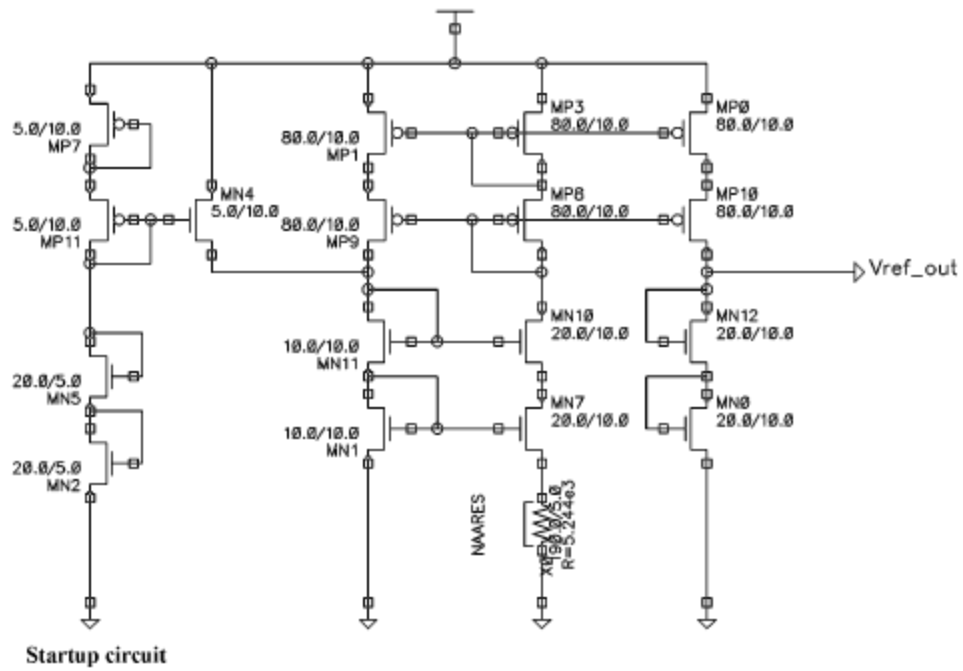 MP3
80.0/10.0
MP0
80.0/10.0
5.0/10.0
MP7
80.0/10.0
MP1
MN4
5.0/10.0
MP8
80.0/10.0
MP10
80.0/10.0
5.0/10.0
MP11
80.0/10.0
MP9
Vref_out
MN10
20.0/10.0
MN12
20.0/10.0
10.0/10.0
MN11
20.0/5.0
MN5
MN7
20.0/10.0
MN0
20.0/10.0
10.0/10.0
MN1
20.0/5.0
MN2
NAARES
R=5.244e3
Startup circuit